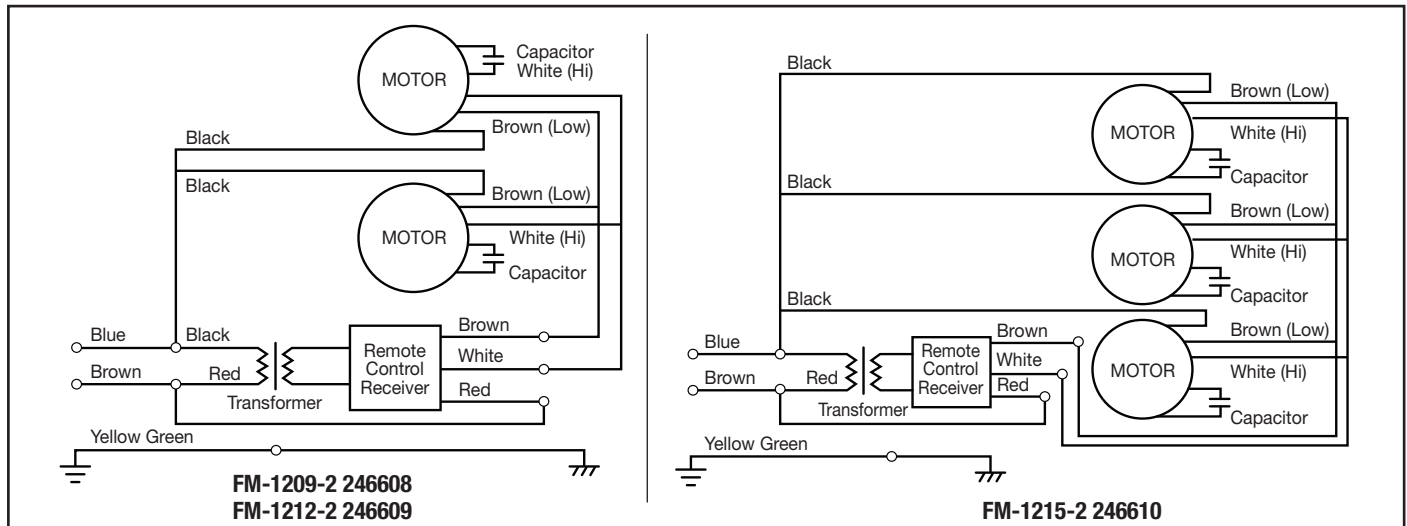 Capacitor
White (Hi)
MOTOR
Brown (Low)
Black
Black
Brown (Low)
MOTOR
White (Hi)
Capacitor
Blue
Black
Brown
Red
Transformer
Remote
Control
Receiver
Brown
White
Red
Yellow Green
FM-1209-2 246608
FM-1212-2 246609
Black
Brown (Low)
MOTOR
White (Hi)
Capacitor
Black
Brown (Low)
MOTOR
White (Hi)
Capacitor
Black
Brown (Low)
MOTOR
White (Hi)
Capacitor
Blue
Brown
Red
Transformer
Remote
Control
Receiver
Brown
White
Red
Yellow Green
FM-1215-2 246610